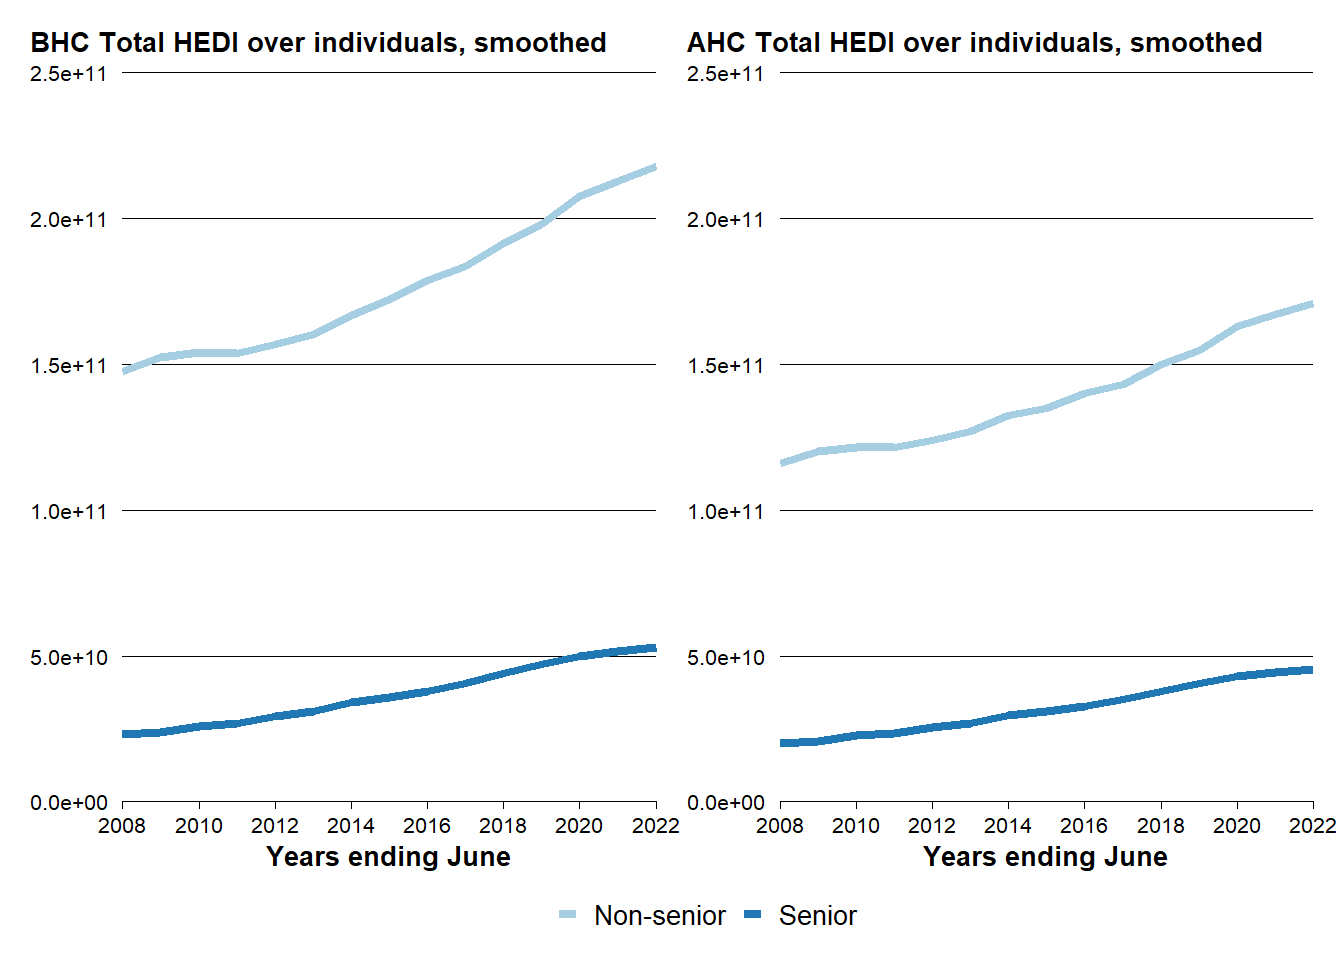 BHC Total HEDI over individuals, smoothed
2.5e+11
2.0e+11
1.5e+11
1.0e+11
5.0e+10
0.0e+00
2008 2010 2012 2014 2016 2018 2020 2022
Years ending June
AHC Total HEDI over individuals, smoothed
2.5e+11
2.0e+11
1.5e+11
1.0e+11
5.0e+10
0.0e+00
2008 2010 2012 2014 2016 2018 2020 2022
Years ending June
Non-senior Senior